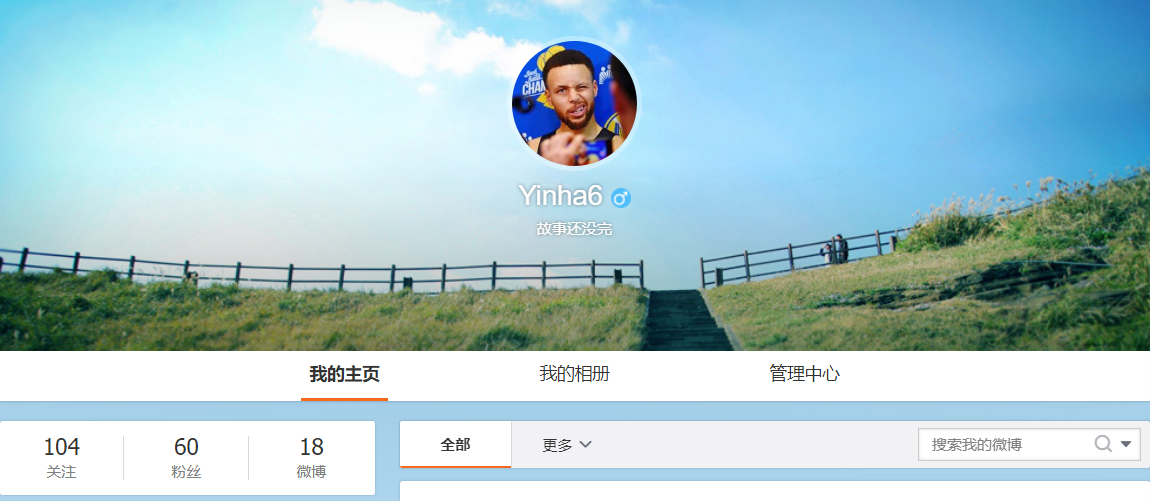 CHAM
Yinha6
故事还没完
我的主页 我的相册 管理中心
104 60 18
关注 粉丝 微博
全部 更多 搜索我的微博